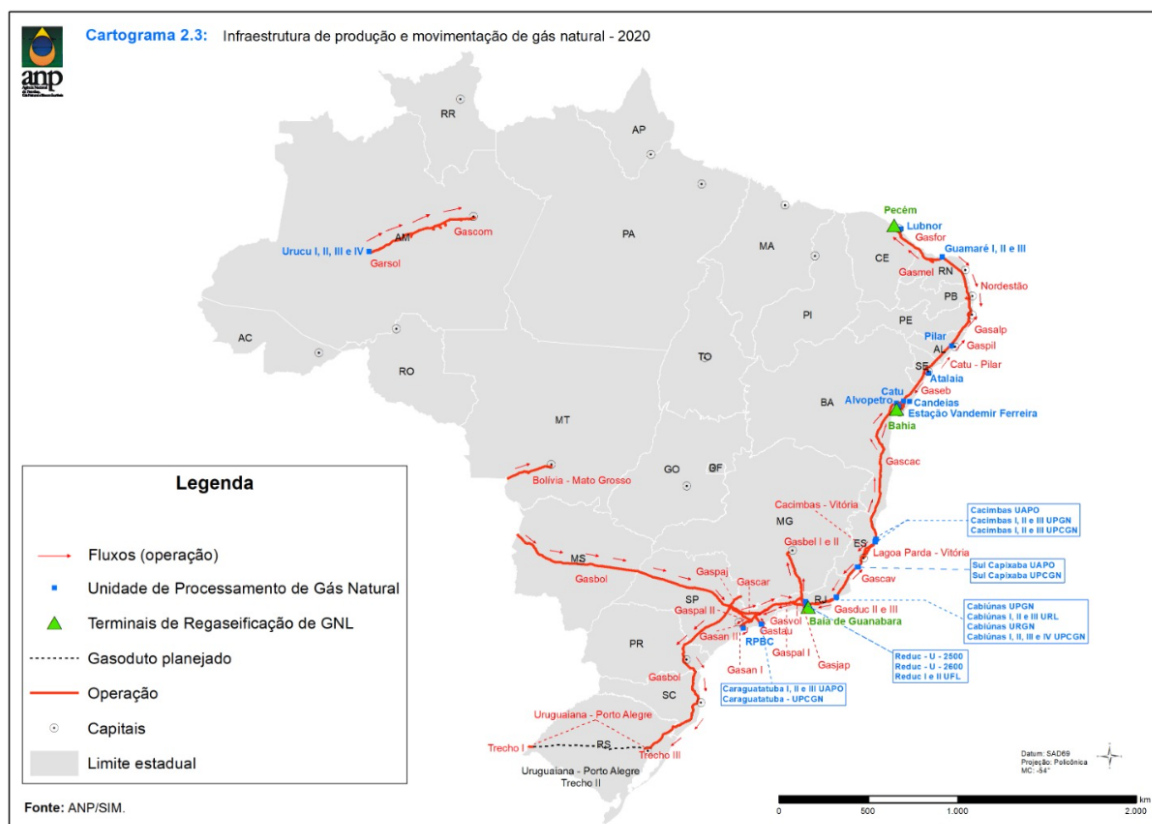 Cartograma 2.3: Infraestrutura de produção e movimentação de gás natural - 2020
anp
RR
AP
Pecém
Lubnor
Gasfor
Guamaré I, II e III
Gascom
AM
Urucu I, II, III e IV
Garsol
PA
MA
CE
Gasmel
RN
Nordestão
PB
PI
PE
Gasalp
AC
Pilar
AL
Gaspil
RO
TO
SE
Catu - Pilar
Atalaia
Gaseb
Catu
BA
Alvopetro
Candeias
Estação Vandemir Ferreira
Bahia
MT
Gascac
GO
DF
Bolívia - Mato Grosso
Cacimbas - Vitória
Cacimbas UAPO
Cacimbas I, II e III UPGN
Cacimbas I, II e III UPCGN
MG
Gasbel I e II
ES
Lagoa Parda - Vitória
MS
Gasbol
Gaspaj
Gascar
Gascav
Sul Capixaba UAPO
Sul Capixaba UPCGN
SP
Gaspal II
RJ
Gasduc II e III
Cabiúnas UPGN
Cabiúnas I, II e III URL
Cabiúnas URGN
Cabiúnas I, II, III e IV UPCGN
Gasvol
Baía de Guanabara
Gasan II
Gastau
PR
RPBC
Gaspal I
Gasan I
Gasjap
Reduc - U - 2500
Reduc - U - 2600
Reduc I e II UFL
Gasbol
SC
Caraguatatuba I, II e III UAPO
Caraguatatuba - UPCGN
Uruguaiana - Porto Alegre
Trecho I
RS
Trecho III
Uruguaiana - Porto Alegre
Trecho II
Legenda
Fluxos (operação)
Unidade de Processamento de Gás Natural
Terminais de Regaseificação de GNL
Gasoduto planejado
Operação
Capitais
Limite estadual
Fonte: ANP/SIM.
Datum: SAD69
Projeção: Policônica
MC: -54°
0 500 1.000 2.000 km